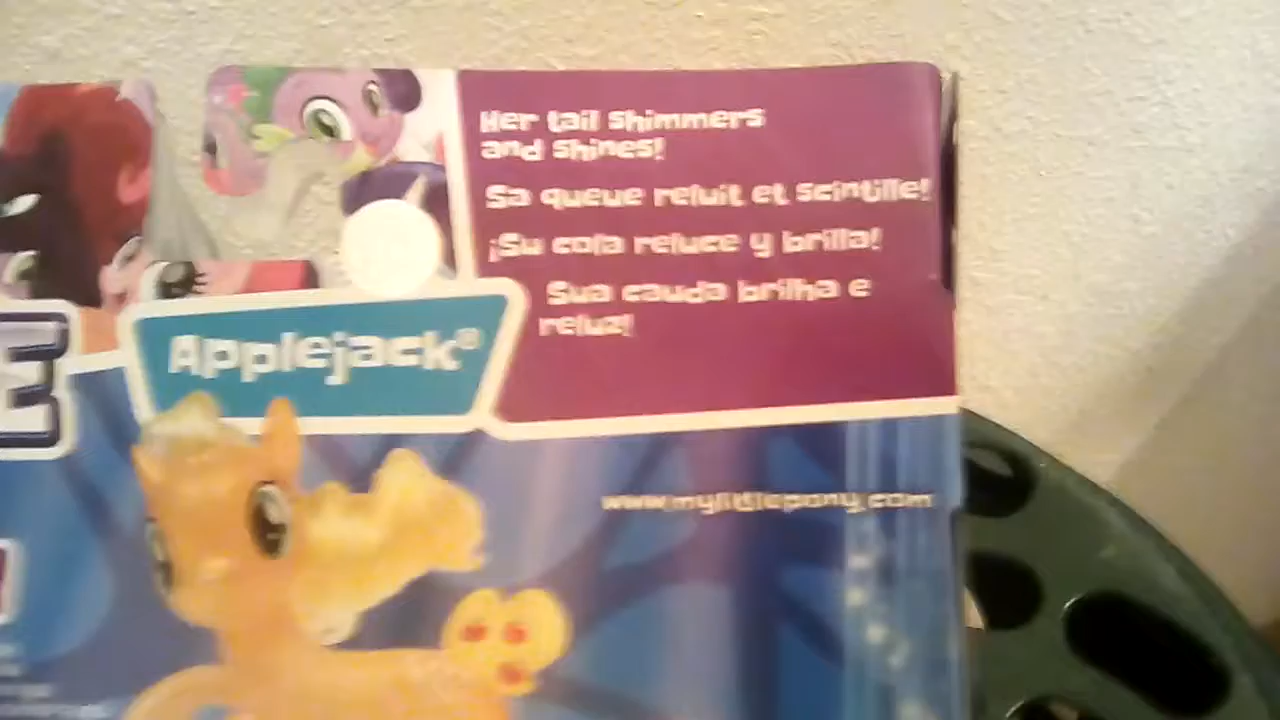 Her tail shimmers
and shines!
Sa queue reluit et scintille!
¡Su cola reluce y brilla!
Sua cauda brilha e
reluz!
E
Applejack®
www.mylittlepony.com